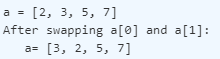 a = [2, 3, 5, 7]
After swapping a[0] and a[1]:
a= [3, 2, 5, 7]